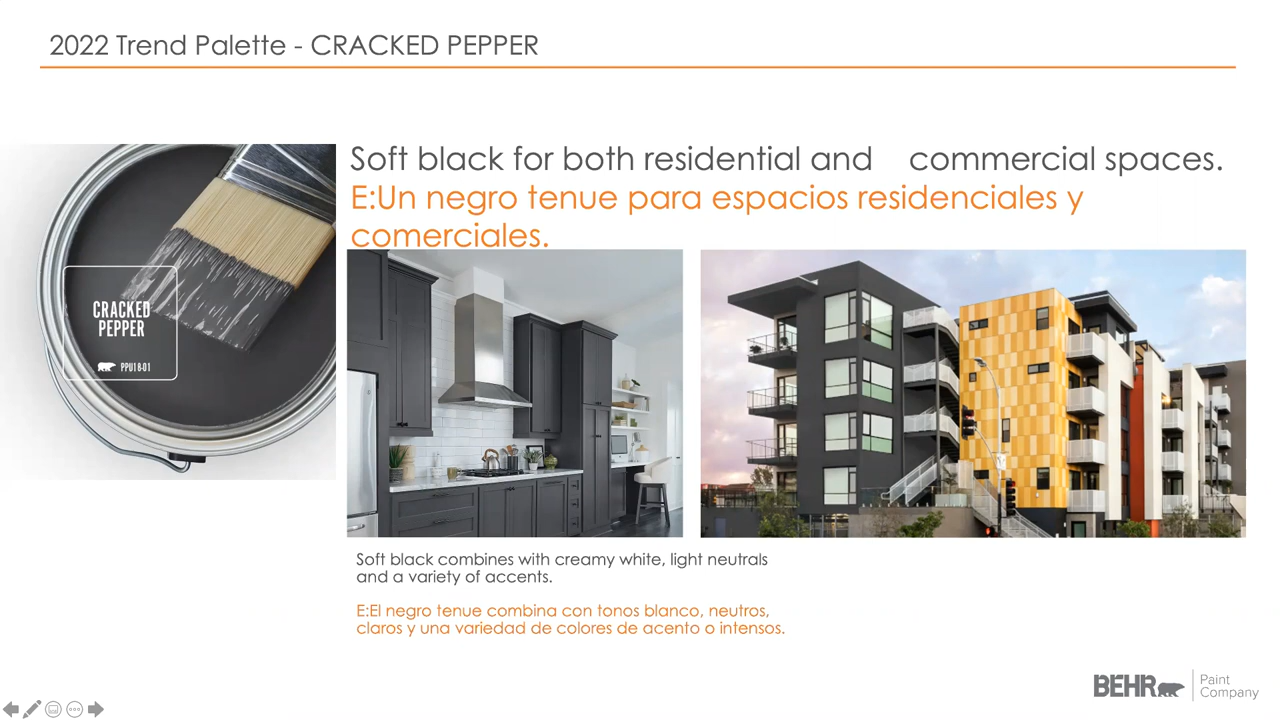 2022 Trend Palette - CRACKED PEPPER
Soft black for both residential and commercial spaces.
E:Un negro tenue para espacios residenciales y
comerciales.
CRACKED
PEPPER
PPU18-01
Soft black combines with creamy white, light neutrals
and a variety of accents.
E:El negro tenue combina con tonos blanco, neutros,
claros y una variedad de colores de acento o intensos.
BEHR
Paint
Company